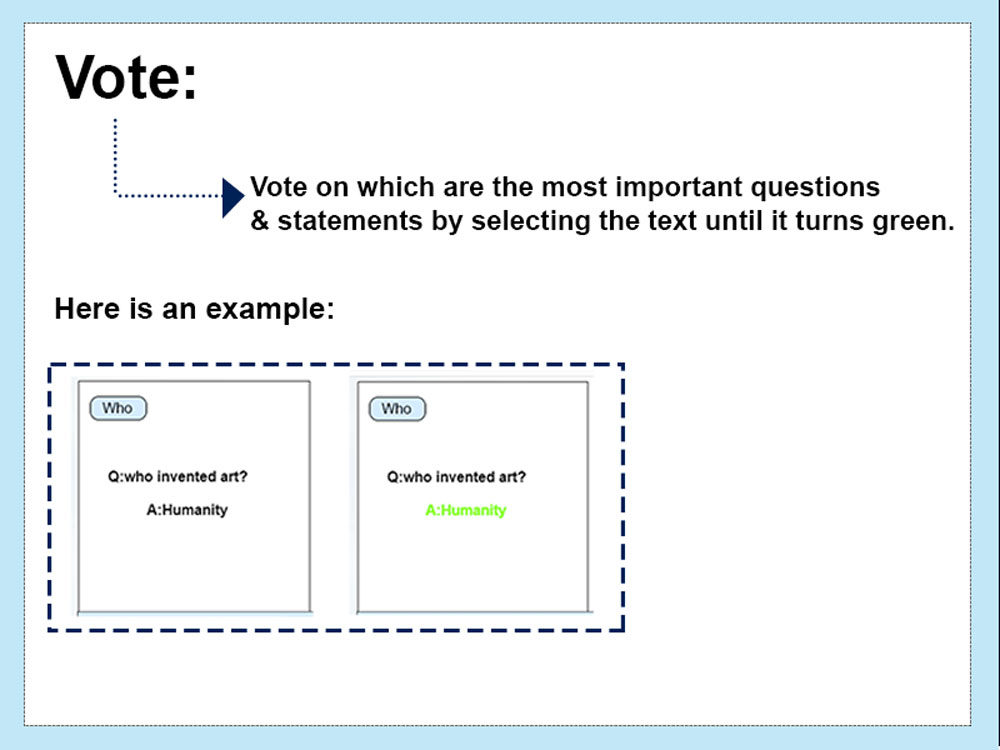 Vote:
Vote on which are the most important questions
& statements by selecting the text until it turns green.
Here is an example:
Who
Q:who invented art?
A:Humanity
Who
Q:who invented art?
A:Humanity